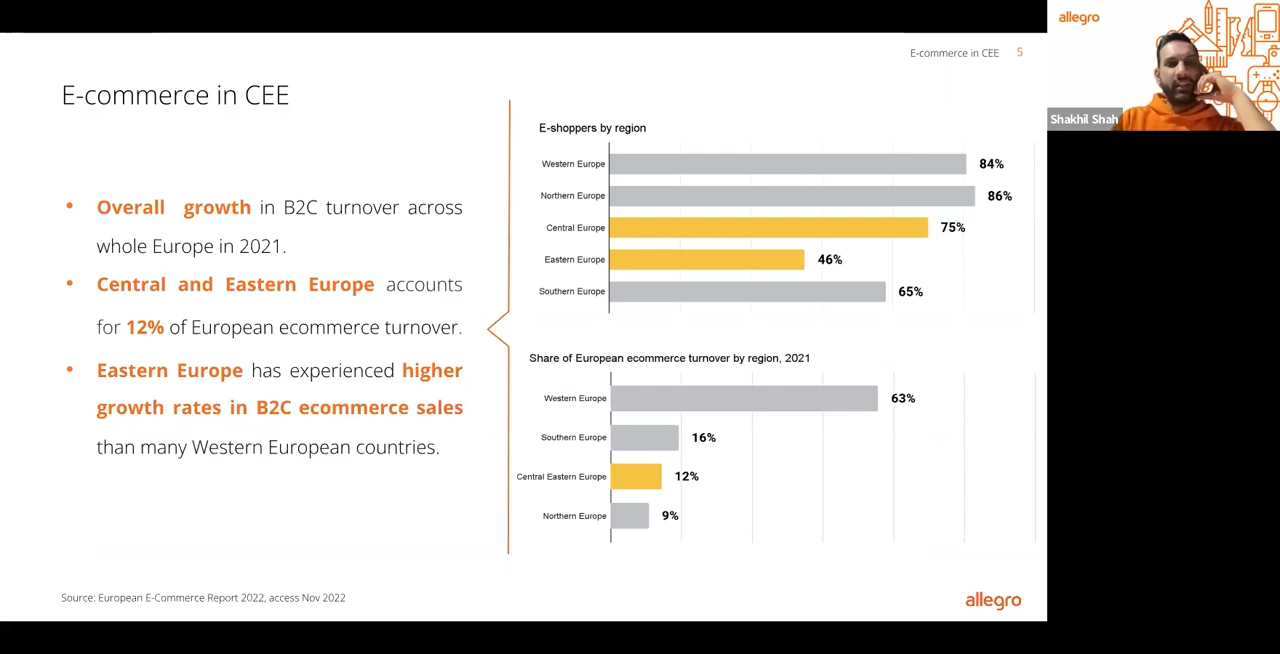 E-commerce in CEE 5
E-commerce in CEE
• Overall growth in B2C turnover across
whole Europe in 2021.
• Central and Eastern Europe accounts
for 12% of European ecommerce turnover.
• Eastern Europe has experienced higher
growth rates in B2C ecommerce sales
than many Western European countries.
E-shoppers by region
Western Europe 84%
Northern Europe 86%
Central Europe 75%
Eastern Europe 46%
Southern Europe 65%
Share of European ecommerce turnover by region, 2021
Western Europe 63%
Southern Europe 16%
Central Eastern Europe 12%
Northern Europe 9%
Source: European E-Commerce Report 2022, access Nov 2022
allegro
allegro
Shakhil Shah